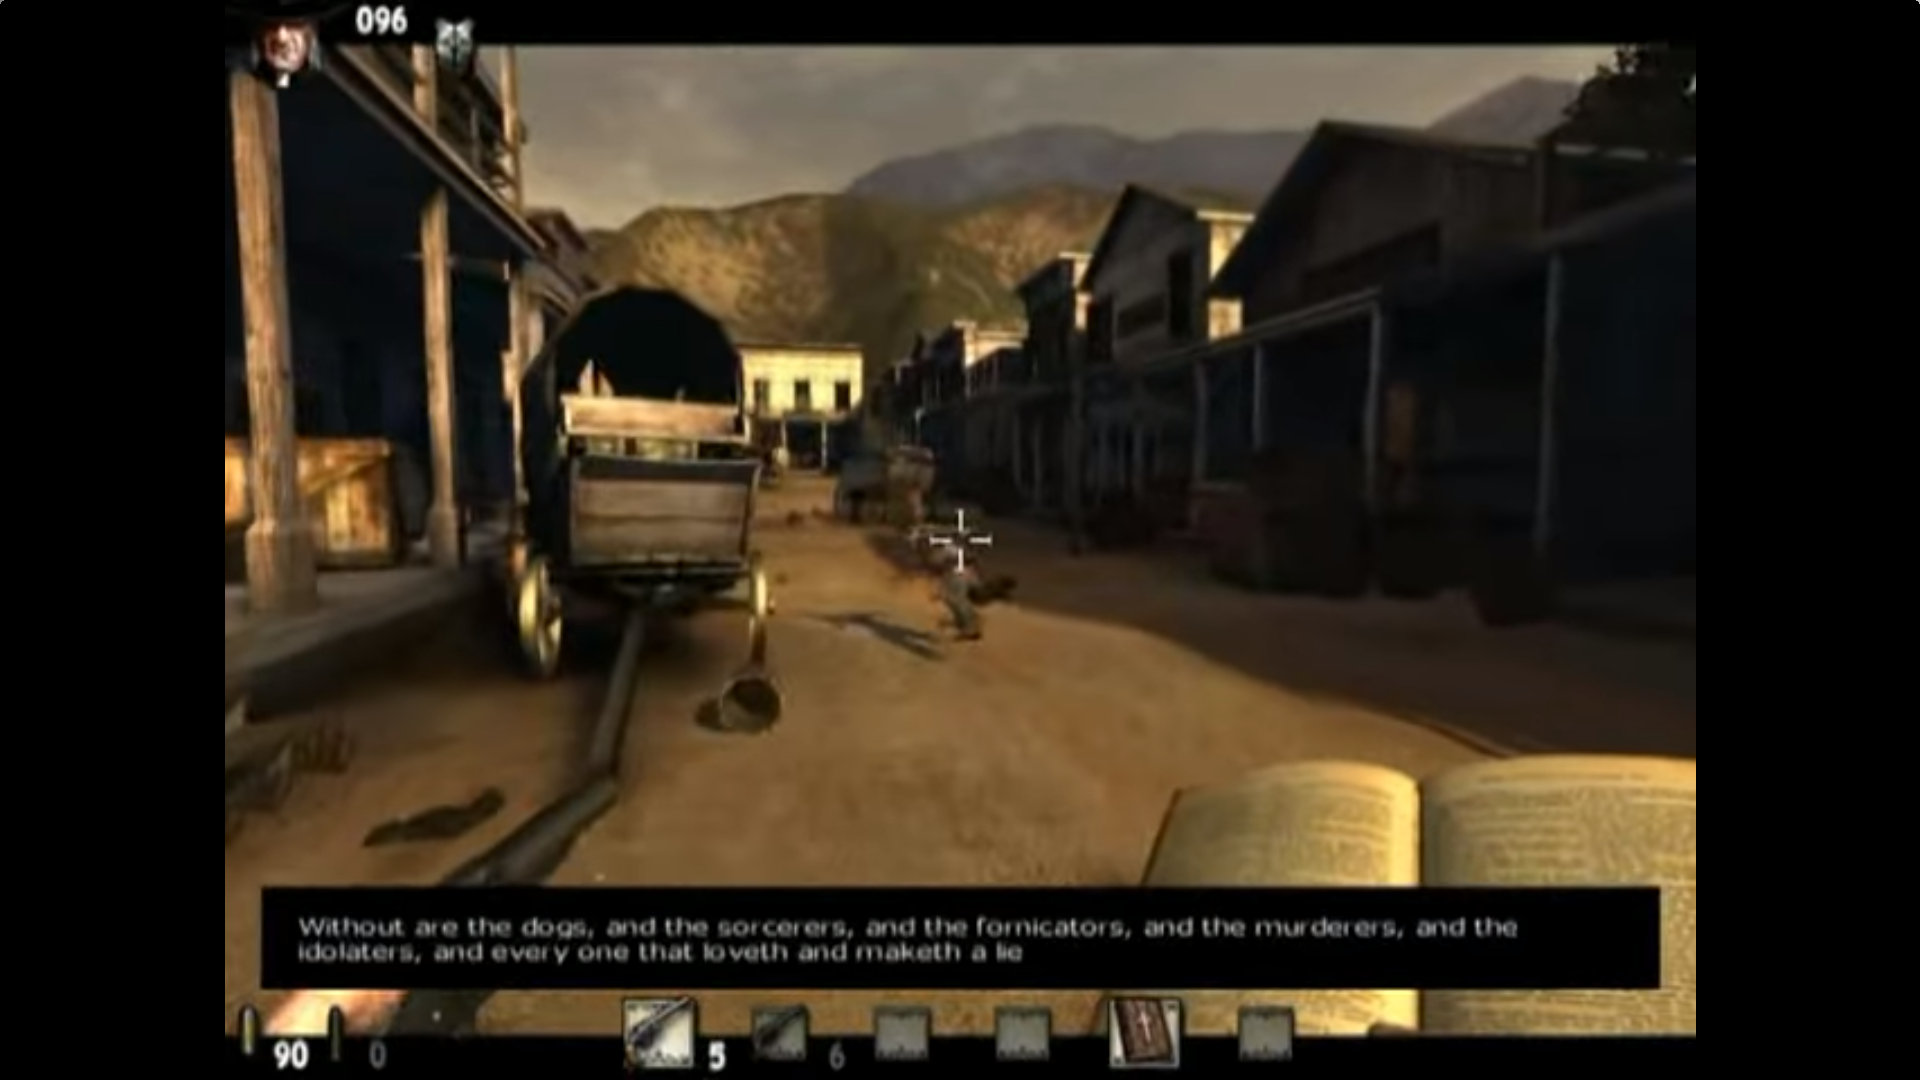 096
Without are the dogs, and the sorcerers, and the fornicators, and the murderers, and the
idolaters, and every one that loveth and maketh a lie
90 0 5 6